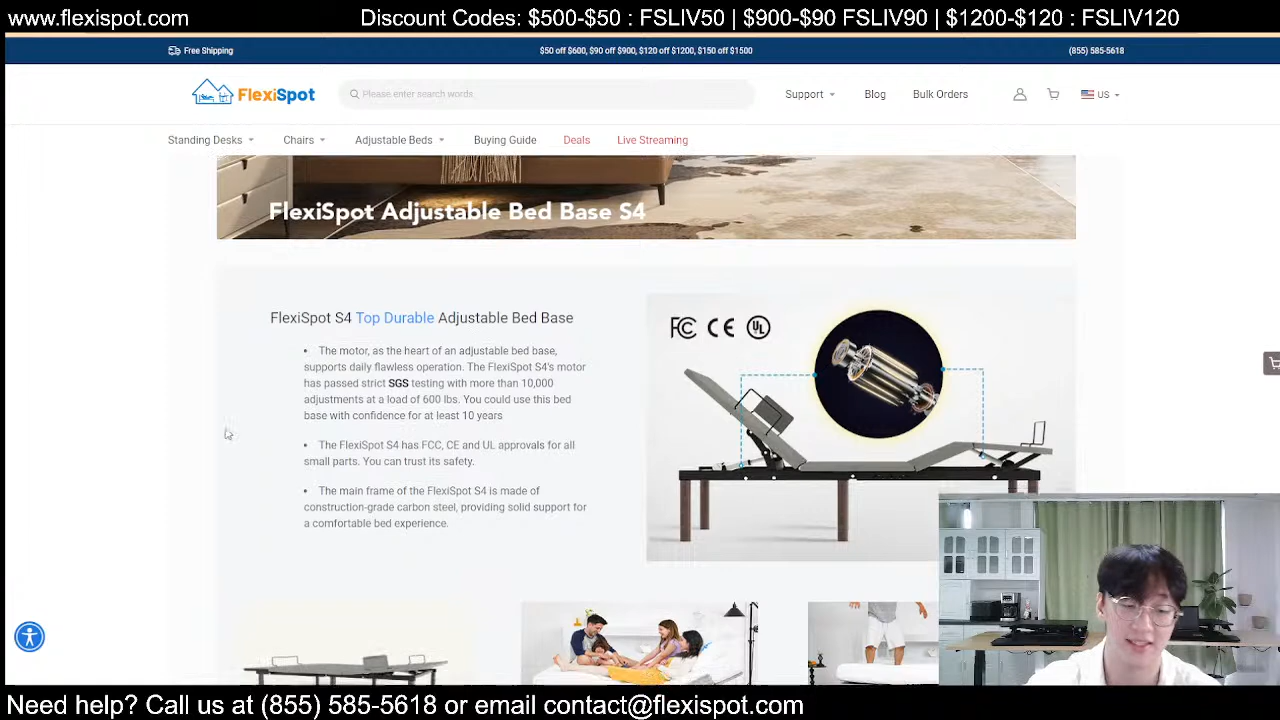 www.flexispot.com
Discount Codes: $500-$50 : FSLIV50 | $900-$90 FSLIV90 | $1200-$120 : FSLIV120
Free Shipping
$50 off $600, $90 off $900, $120 off $1200, $150 off $1500
(855) 585-5618
FlexiSpot
Please enter search words
Support
Blog
Bulk Orders
US
Standing Desks
Chairs
Adjustable Beds
Buying Guide
Deals
Live Streaming
FlexiSpot Adjustable Bed Base S4
FlexiSpot S4 Top Durable Adjustable Bed Base
• The motor, as the heart of an adjustable bed base,
supports daily flawless operation. The FlexiSpot S4's motor
has passed strict SGS testing with more than 10,000
adjustments at a load of 600 lbs. You could use this bed
base with confidence for at least 10 years
• The FlexiSpot S4 has FCC, CE and UL approvals for all
small parts. You can trust its safety.
• The main frame of the FlexiSpot S4 is made of
construction-grade carbon steel, providing solid support for
a comfortable bed experience.
FC CE UL
Need help? Call us at (855) 585-5618 or email contact@flexispot.com